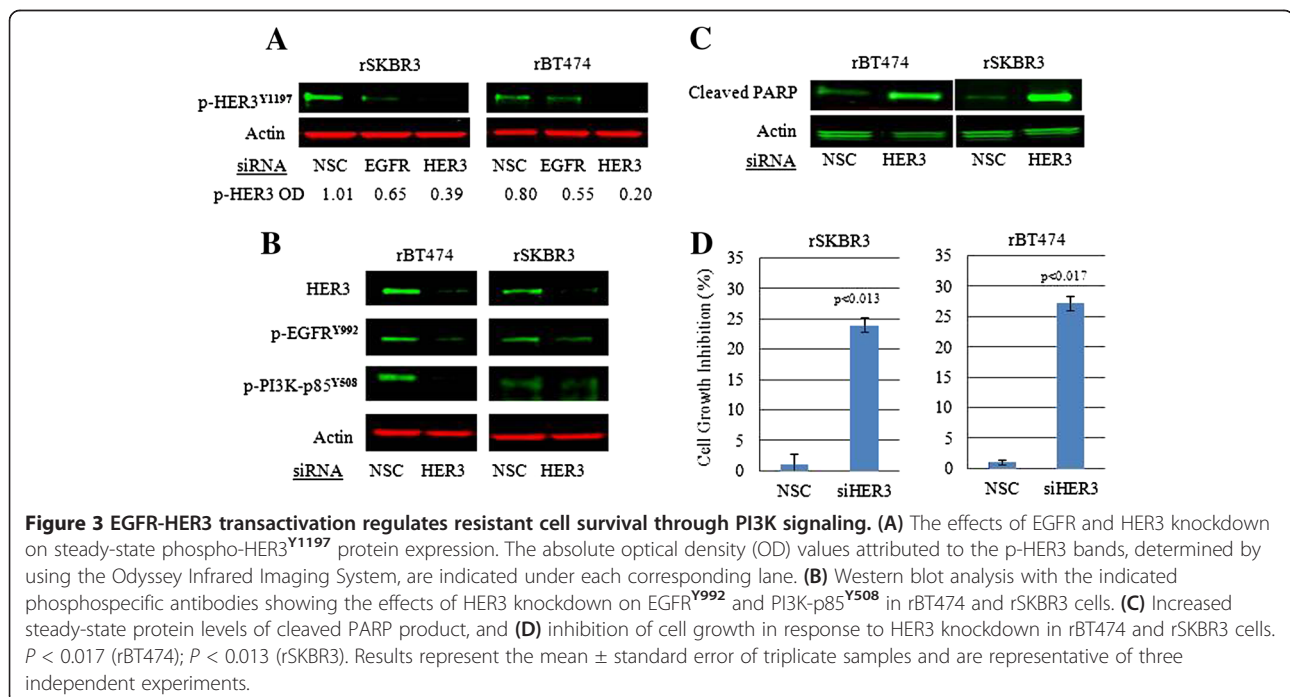 A
rSKBR3 rBT474
p-HER3Y1197
Actin
siRNA NSC EGFR HER3 NSC EGFR HER3
p-HER3 OD 1.01 0.65 0.39 0.80 0.55 0.20
C
rBT474 rSKBR3
Cleaved PARP
Actin
siRNA NSC HER3 NSC HER3
B
rBT474 rSKBR3
HER3
p-EGFRY992
p-PI3K-p85Y508
Actin
siRNA NSC HER3 NSC HER3
D
rSKBR3
Cell Growth Inhibition (%)
35
30
25
20
15
10
5
0
p<0.013
NSC siHER3
rBT474
35
30
25
20
15
10
5
0
p<0.017
NSC siHER3
Figure 3 EGFR-HER3 transactivation regulates resistant cell survival through PI3K signaling. (A) The effects of EGFR and HER3 knockdown
on steady-state phospho-HER3Y1197 protein expression. The absolute optical density (OD) values attributed to the p-HER3 bands, determined by
using the Odyssey Infrared Imaging System, are indicated under each corresponding lane. (B) Western blot analysis with the indicated
phosphospecific antibodies showing the effects of HER3 knockdown on EGFRY992 and PI3K-p85Y508 in rBT474 and rSKBR3 cells. (C) Increased
steady-state protein levels of cleaved PARP product, and (D) inhibition of cell growth in response to HER3 knockdown in rBT474 and rSKBR3 cells.
P < 0.017 (rBT474); P < 0.013 (rSKBR3). Results represent the mean ± standard error of triplicate samples and are representative of three
independent experiments.